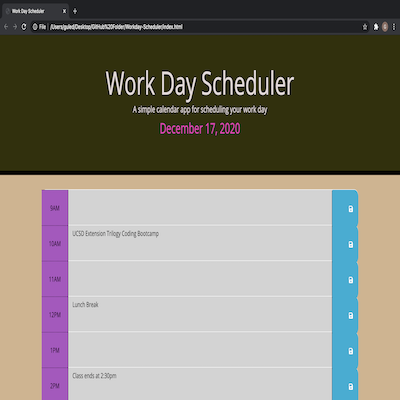 Work Day Scheduler
File /Users/guled/Desktop/GitHub%20Folder/Workday-Scheduler/index.html
Work Day Scheduler
A simple calendar app for scheduling your work day
December 17, 2020
9AM
10AM UCSD Extension Trilogy Coding Bootcamp
11AM
12PM Lunch Break
1PM
2PM Class ends at 2:30pm